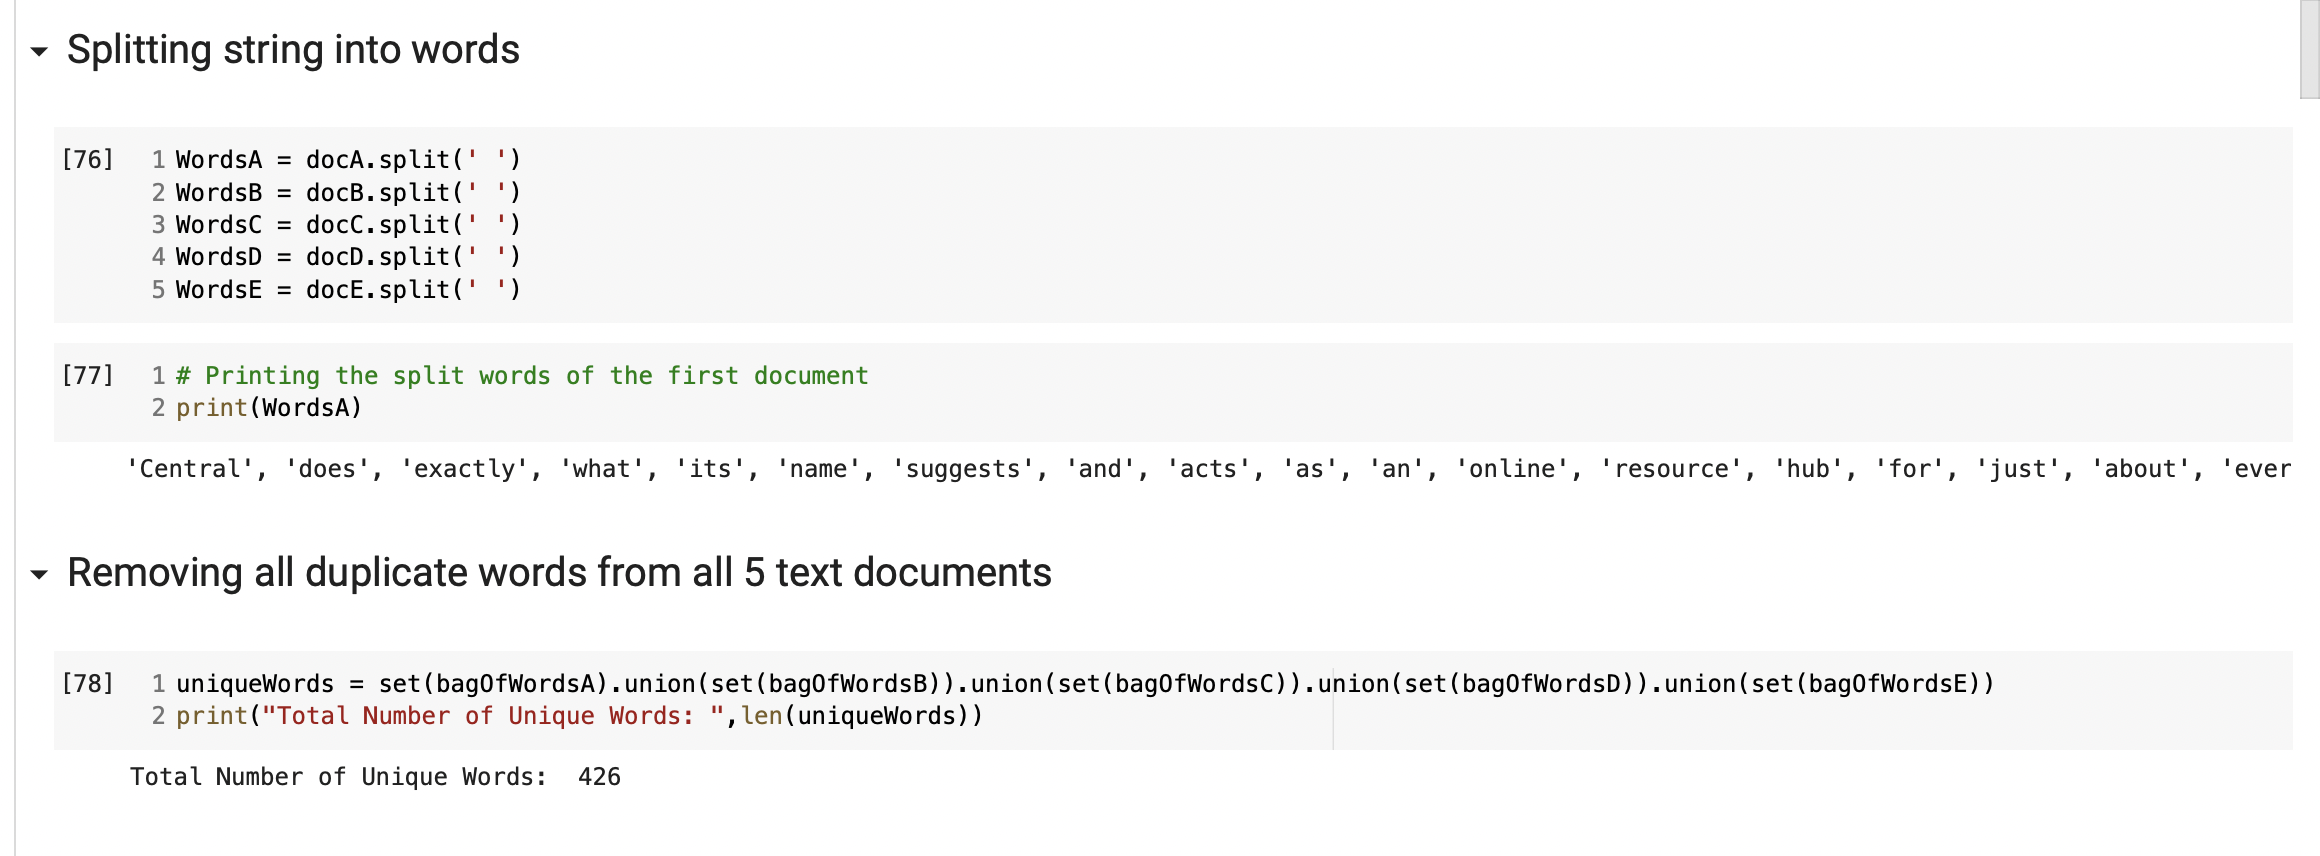 Splitting string into words
[76] 1 WordsA = docA.split(' ')
2 WordsB = docB.split(' ')
3 WordsC = docC.split(' ')
4 WordsD = docD.split(' ')
5 WordsE = docE.split(' ')
[77] 1 # Printing the split words of the first document
2 print(WordsA)
'Central', 'does', 'exactly', 'what', 'its', 'name', 'suggests', 'and', 'acts', 'as', 'an', 'online', 'resource', 'hub', 'for', 'just', 'about', 'ever
Removing all duplicate words from all 5 text documents
[78] 1 uniqueWords = set(bagOfWordsA).union(set(bagOfWordsB)).union(set(bagOfWordsC)).union(set(bagOfWordsD)).union(set(bagOfWordsE))
2 print("Total Number of Unique Words: ",len(uniqueWords))
Total Number of Unique Words:  426